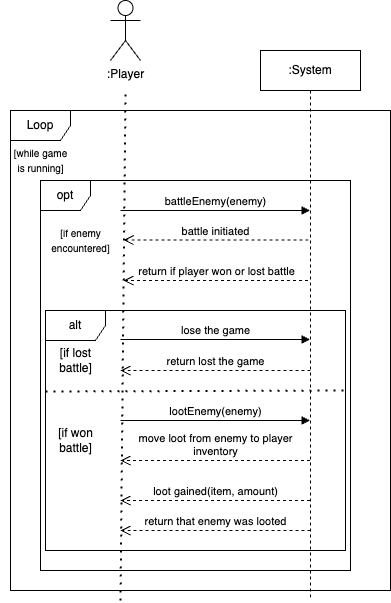 :Player
:System
Loop
[while game
is running]
opt
battleEnemy(enemy)
[if enemy
encountered]
battle initiated
return if player won or lost battle
alt
lose the game
[if lost
battle]
return lost the game
lootEnemy(enemy)
[if won
battle]
move loot from enemy to player
inventory
loot gained(item, amount)
return that enemy was looted